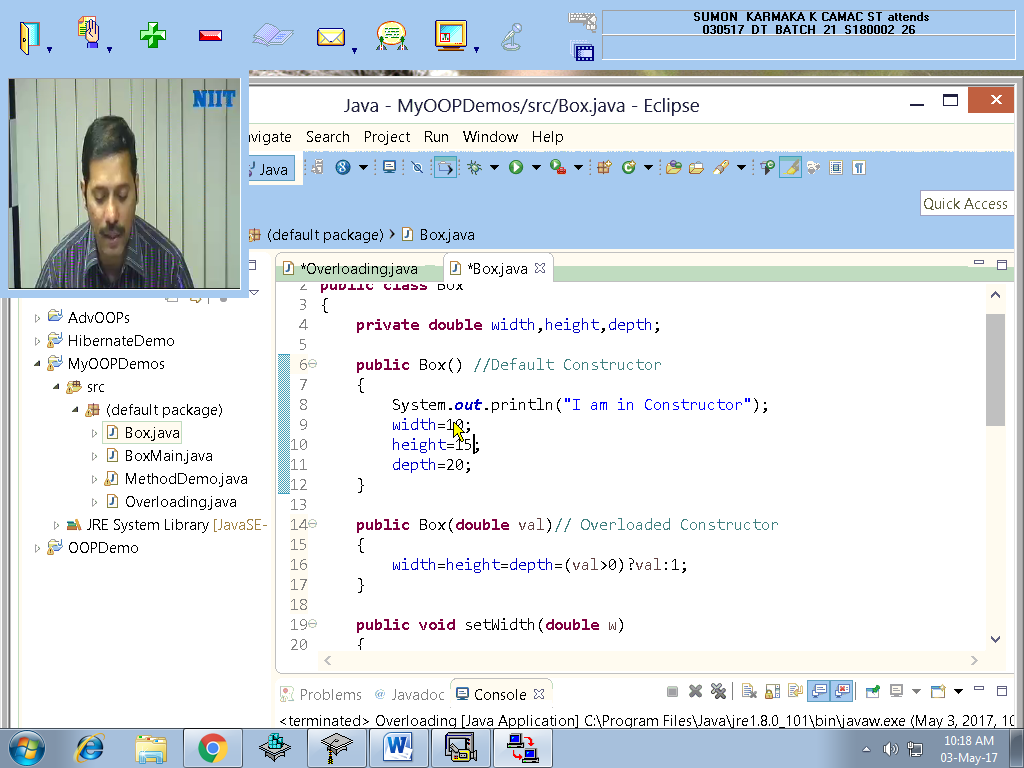 SUMON KARMAKA K CAMAC ST attends
030517_DT_BATCH_21_S180002_26
NIIT
Java - MyOOPDemos/src/Box.java - Eclipse
vigate Search Project Run Window Help
Java
Quick Access
(default package) Box.java
*Overloading.java *Box.java
AdvOOPs
HibernateDemo
MyOOPDemos
src
(default package)
Box.java
BoxMain.java
MethodDemo.java
Overloading.java
JRE System Library [JavaSE-
OOPDemo
2 public class Box
3 {
4 private double width,height,depth;
5
6 public Box() //Default Constructor
7 {
8 System.out.println("I am in Constructor");
9 width=10;
10 height=15;
11 depth=20;
12 }
13
14 public Box(double val)// Overloaded Constructor
15 {
16 width=height=depth=(val>0)?val:1;
17 }
18
19 public void setWidth(double w)
20 {
Problems @ Javadoc Console
<terminated> Overloading [Java Application] C:\Program Files\Java\jre1.8.0_101\bin\javaw.exe (May 3, 2017, 10
10:18 AM
03-May-17